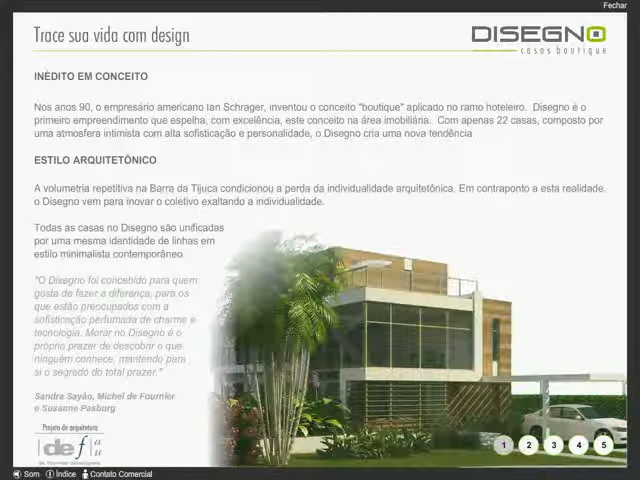 Fechar
Trace sua vida com design
DISEGNO
casas boutique
INÉDITO EM CONCEITO
Nos anos 90, o empresário americano Ian Schrager, inventou o conceito "boutique" aplicado no ramo hoteleiro. Disegno é o
primeiro empreendimento que espelha, com excelência, este conceito na área imobiliária. Com apenas 22 casas, composto por
uma atmosfera intimista com alta sofisticação e personalidade, o Disegno cria uma nova tendência
ESTILO ARQUITETÔNICO
A volumetria repetitiva na Barra da Tijuca condicionou a perda da individualidade arquitetônica. Em contraponto a esta realidade,
o Disegno vem para inovar o coletivo exaltando a individualidade.
Todas as casas no Disegno são unificadas
por uma mesma identidade de linhas em
estilo minimalista contemporâneo.
"O Disegno foi concebido para quem
gosta de fazer a diferença, para os
que estão preocupados com a
sofisticação perfumada de charme e
tecnologia. Morar no Disegno é o
próprio prazer de descobrir o que
ninguém conhece, mantendo para
si o segredo do total prazer."
Sandra Sayão, Michel de Fournier
e Susanne Pasburg
Projeto de arquitetura
def au
1 2 3 4 5
Som Índice Contato Comercial